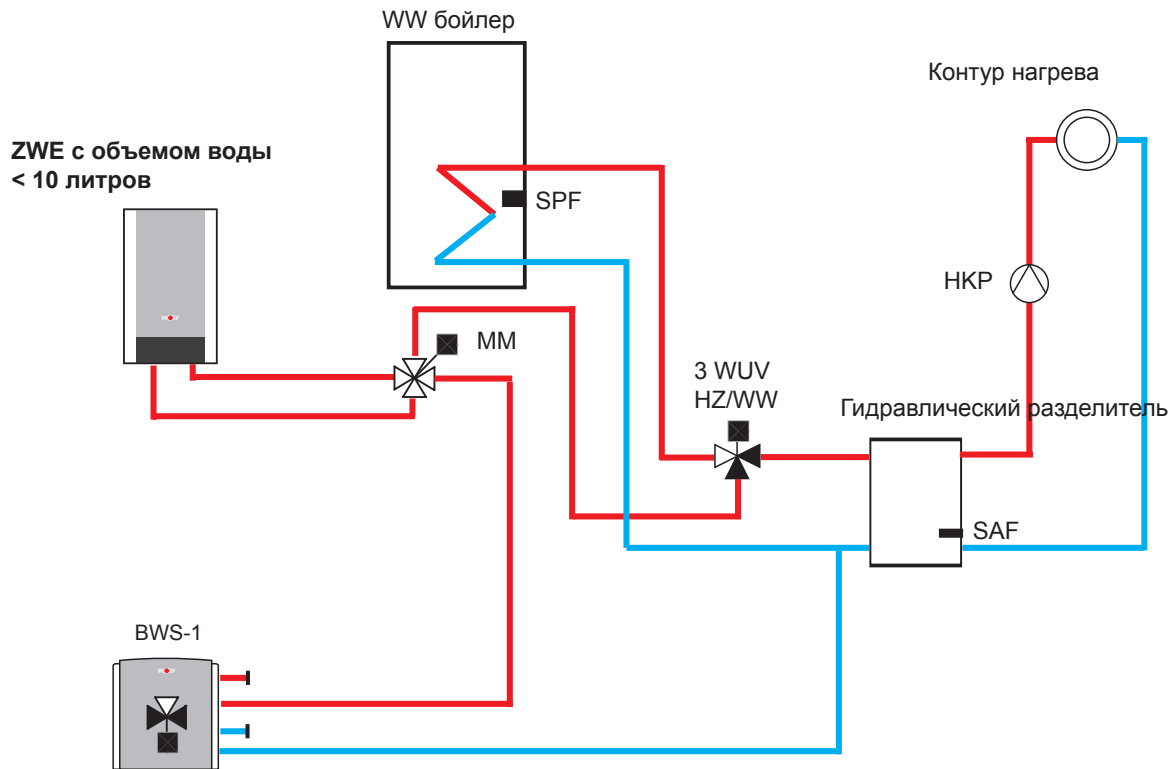 WW бойлер
Контур нагрева
ZWE с объемом воды
< 10 литров
SPF
HKP
MM
3 WUV
HZ/WW
Гидравлический разделитель
SAF
BWS-1